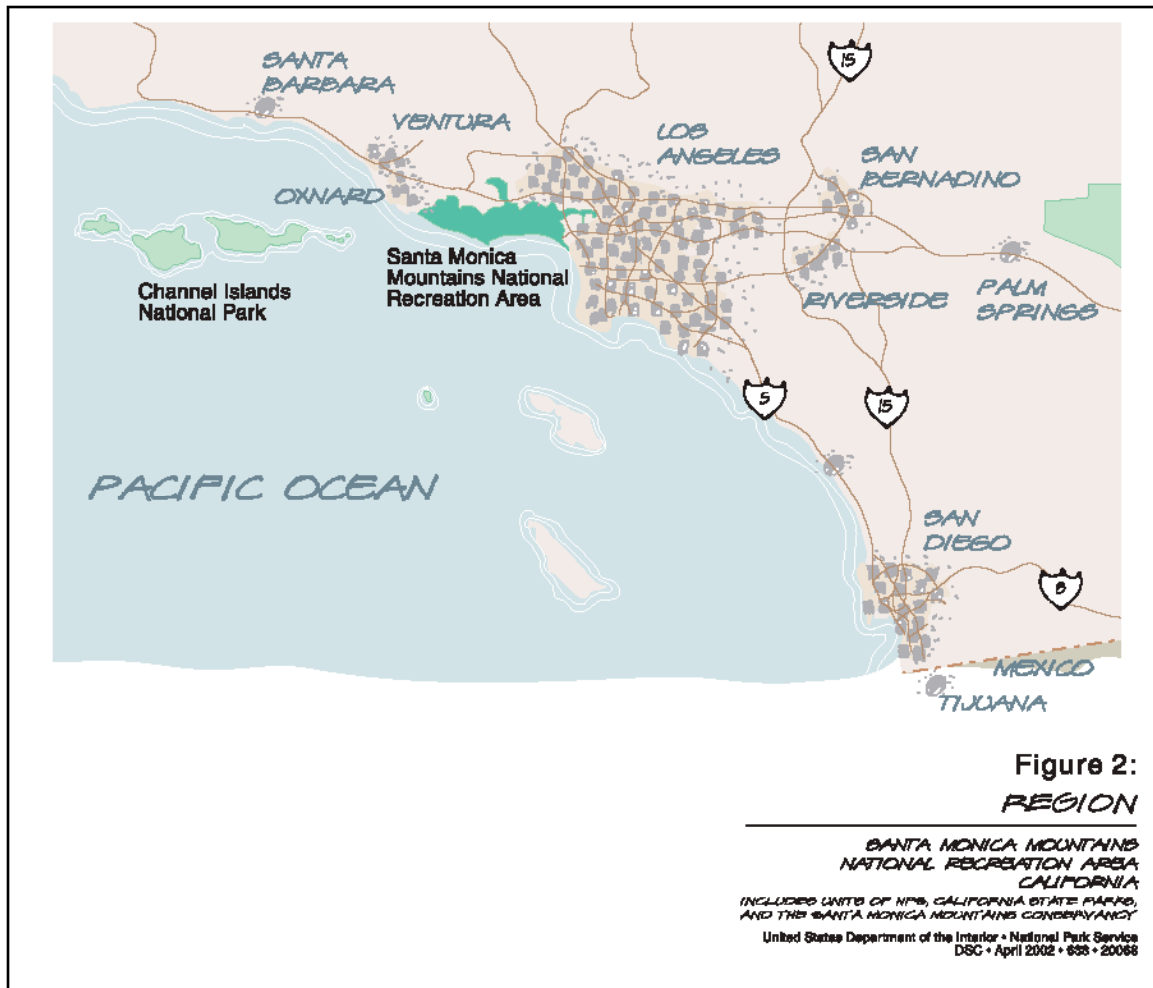 15
SANTA
BARBARA
VENTURA
LOS
ANGELES
SAN
BERNADINO
OXNARD
Santa Monica
Mountains National
Recreation Area
Channel Islands
National Park
RIVERSIDE
PALM
SPRINGS
5
15
PACIFIC OCEAN
SAN
DIEGO
8
MEXICO
TIJUANA
Figure 2:
REGION
SANTA MONICA MOUNTAINS
NATIONAL RECREATION AREA
CALIFORNIA
INCLUDES UNITS OF NPS, CALIFORNIA STATE PARKS,
AND THE SANTA MONICA MOUNTAINS CONSERVANCY
United States Department of the Interior • National Park Service
DSC • April 2002 • 638 • 20068